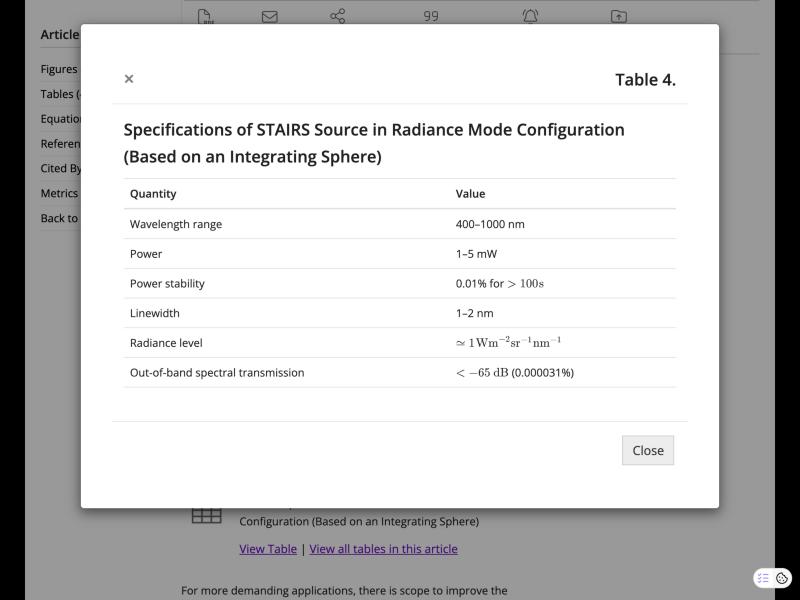 99
Article
Figures
Tables (
Equatio
Referen
Cited By
Metrics
Back to
×
Table 4.
Specifications of STAIRS Source in Radiance Mode Configuration
(Based on an Integrating Sphere)
Quantity Value
Wavelength range 400–1000 nm
Power 1–5 mW
Power stability 0.01% for > 100s
Linewidth 1–2 nm
Radiance level ≃ 1Wm⁻²sr⁻¹nm⁻¹
Out-of-band spectral transmission < −65 dB (0.000031%)
Close
Configuration (Based on an Integrating Sphere)
View Table | View all tables in this article
For more demanding applications, there is scope to improve the